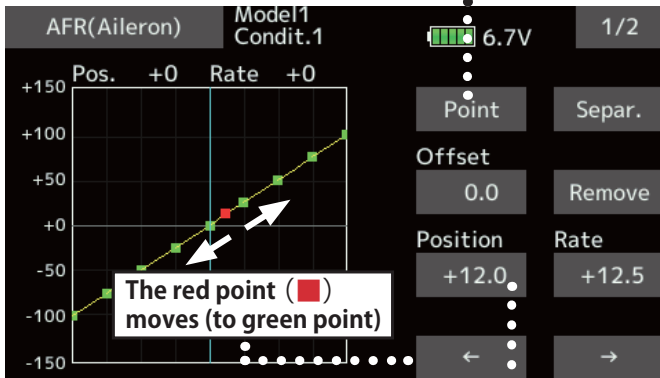 AFR(Aileron)
Model1
Condit.1
6.7V
1/2
Pos. +0 Rate +0
+150
+100
+50
+0
-50
-100
-150
Point
Separ.
Offset
0.0
Remove
Position
Rate
+12.0
+12.5
←
→
The red point (■)
moves (to green point)